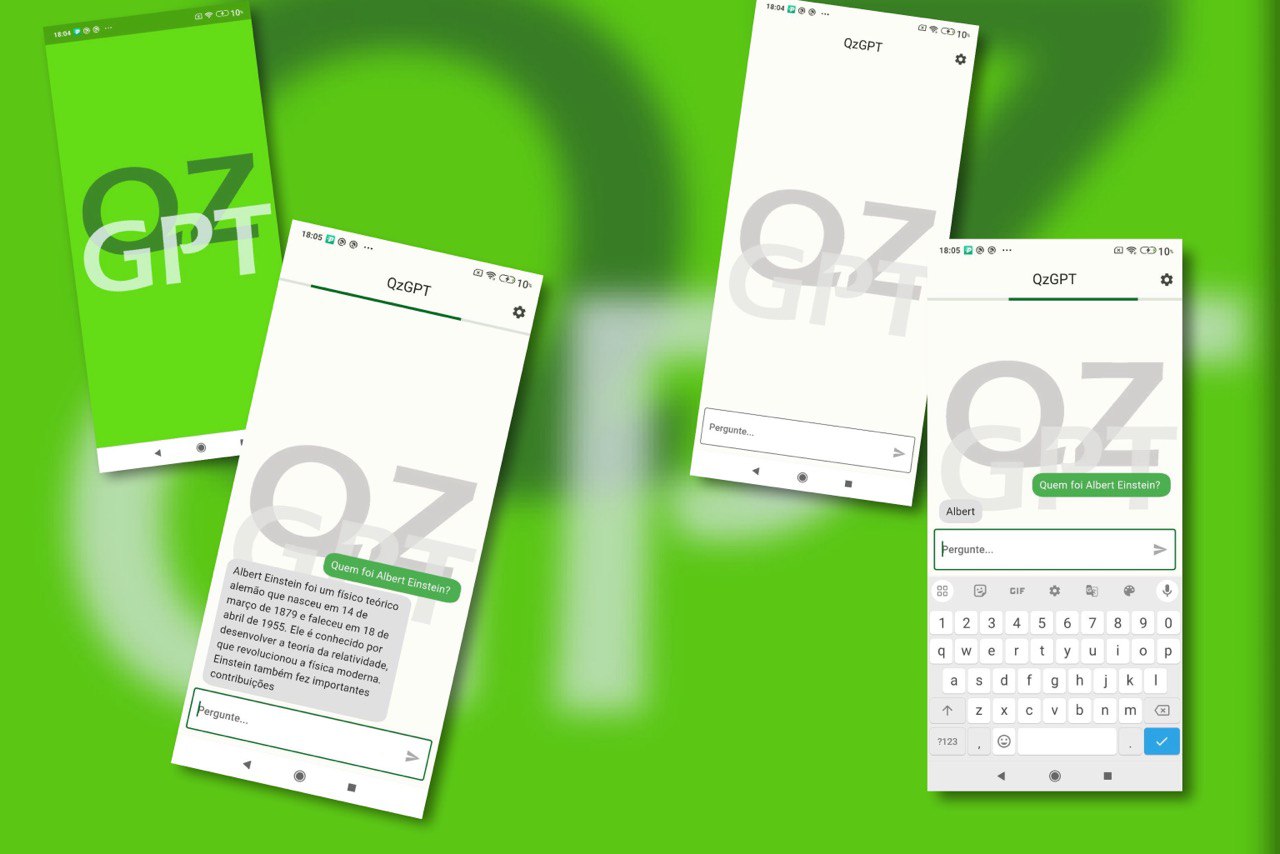 18:04
10%
QZ
GPT
18:05
10%
QzGPT
QZ
GPT
Quem foi Albert Einstein?
Albert Einstein foi um físico teórico
alemão que nasceu em 14 de
março de 1879 e faleceu em 18 de
abril de 1955. Ele é conhecido por
desenvolver a teoria da relatividade,
que revolucionou a física moderna.
Einstein também fez importantes
contribuições
Pergunte...
18:04
10%
QzGPT
QZ
GPT
Pergunte...
18:05
10%
QzGPT
QZ
GPT
Quem foi Albert Einstein?
Albert
Pergunte...
GIF
1 2 3 4 5 6 7 8 9 0
q w e r t y u i o p
a s d f g h j k l
z x c v b n m
?123 , .